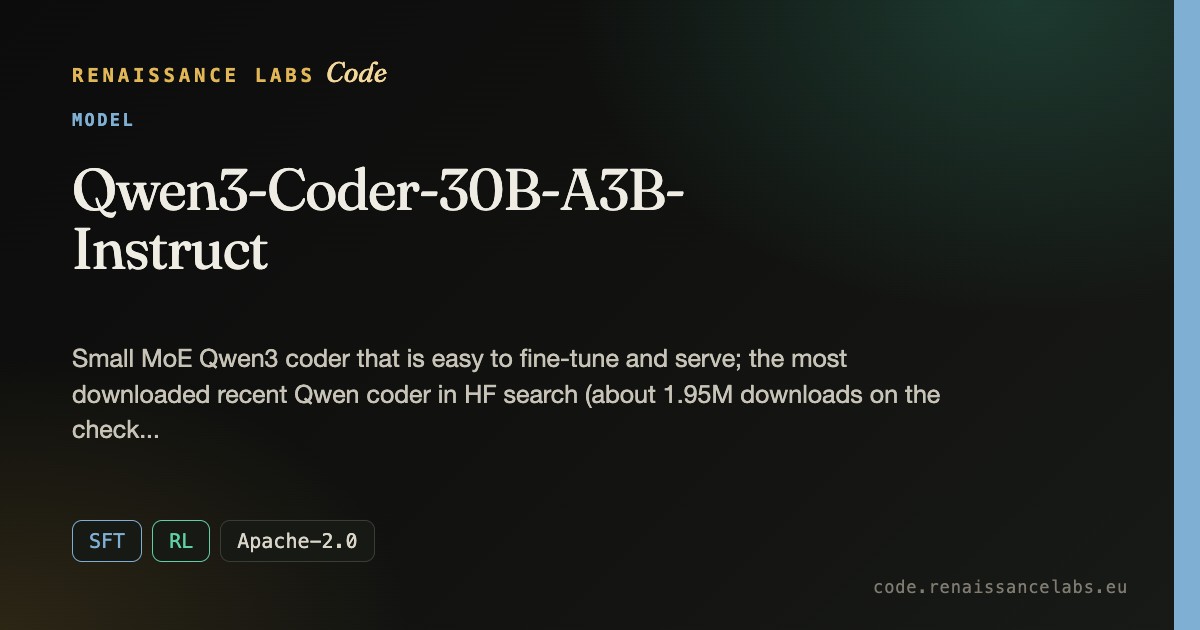 RENAISSANCE LABS Code
MODEL
Qwen3-Coder-30B-A3B-
Instruct
Small MoE Qwen3 coder that is easy to fine-tune and serve; the most
downloaded recent Qwen coder in HF search (about 1.95M downloads on the
check...
SFT RL Apache-2.0
code.renaissancelabs.eu